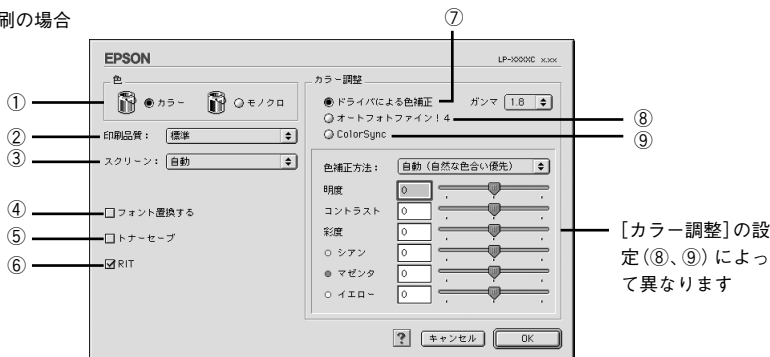 刷の場合
⑦
EPSON
LP-XXXXC x.xx
色
カラー
モノクロ
①
② 印刷品質： 標準
③ スクリーン： 自動
④ フォント置換する
⑤ トナーセーブ
⑥ RIT
カラー調整
ドライバによる色補正 ガンマ 1.8
オートフォトファイン！4 ⑧
ColorSync ⑨
色補正方法： 自動（自然な色合い優先）
明度 0
コントラスト 0
彩度 0
シアン 0
マゼンタ 0
イエロー 0
? キャンセル OK
［カラー調整］の設
定（⑧、⑨）によっ
て異なります